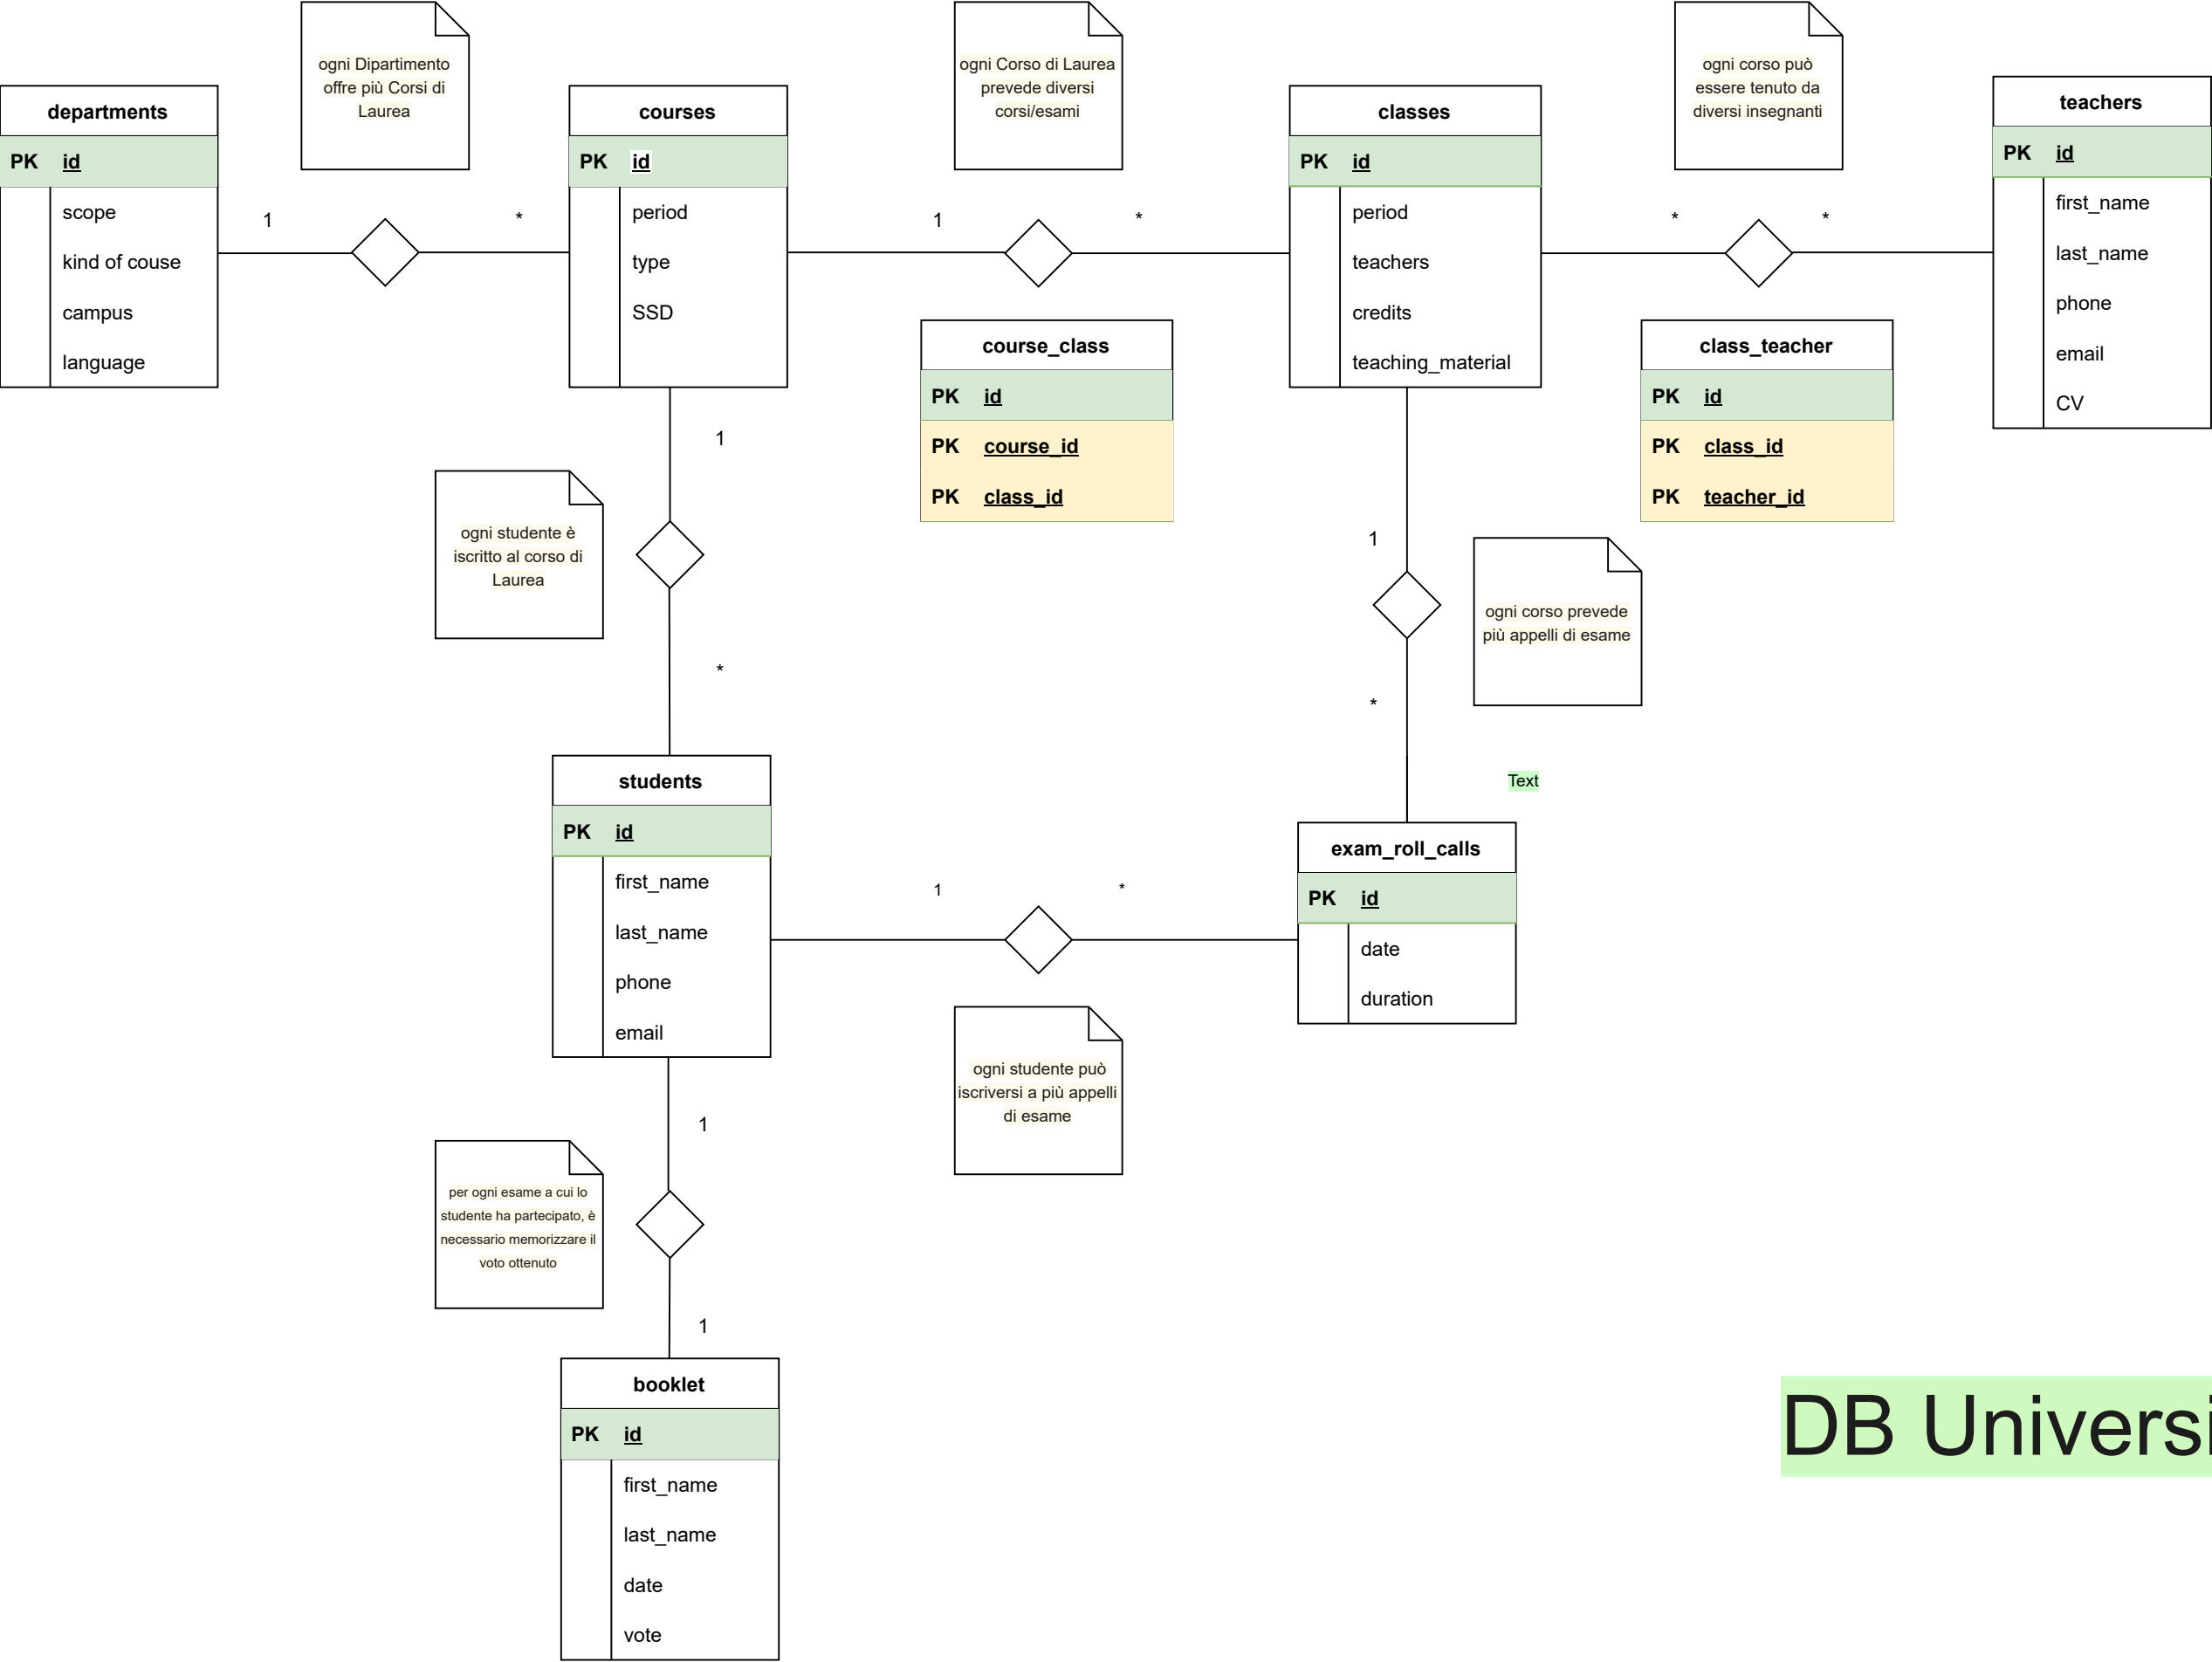 ogni Dipartimento
offre più Corsi di
Laurea
ogni Corso di Laurea
prevede diversi
corsi/esami
ogni corso può
essere tenuto da
diversi insegnanti
departments
PK id
scope
kind of couse
campus
language
1
*
courses
PK id
period
type
SSD
1
*
classes
PK id
period
teachers
credits
teaching_material
*
*
teachers
PK id
first_name
last_name
phone
email
CV
course_class
PK id
PK course_id
PK class_id
class_teacher
PK id
PK class_id
PK teacher_id
1
ogni studente è
iscritto al corso di
Laurea
*
1
ogni corso prevede
più appelli di esame
*
Text
students
PK id
first_name
last_name
phone
email
1
*
exam_roll_calls
PK id
date
duration
ogni studente può
iscriversi a più appelli
di esame
1
per ogni esame a cui lo
studente ha partecipato, è
necessario memorizzare il
voto ottenuto
1
booklet
PK id
first_name
last_name
date
vote
DB Universi